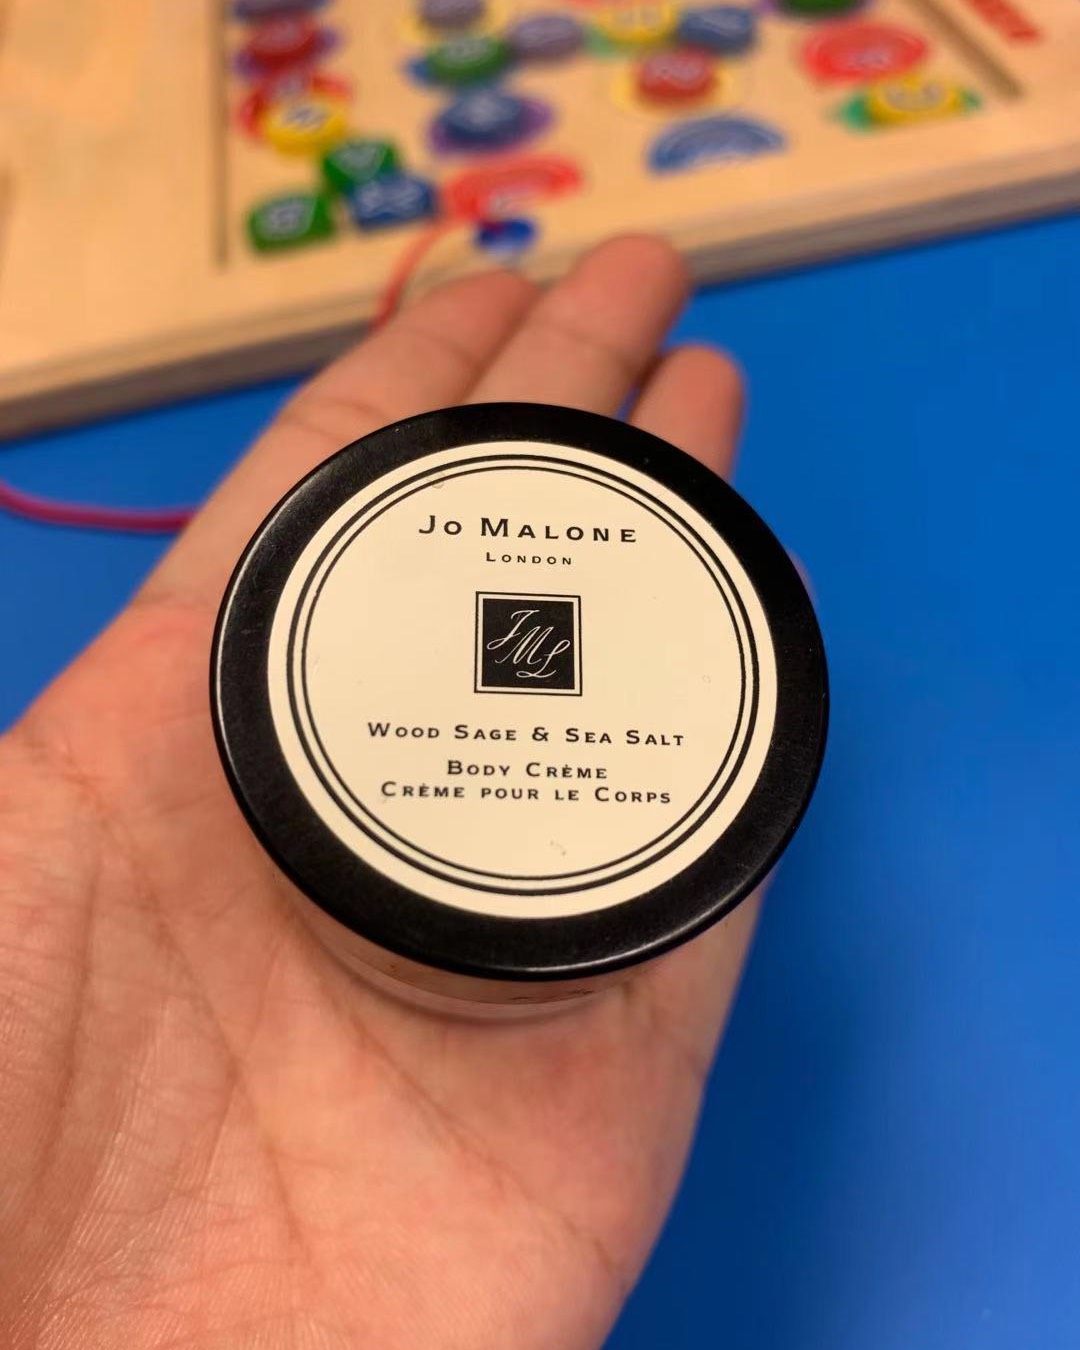 Jo Malone
London
JML
Wood Sage & Sea Salt
Body Crème
Crème pour le Corps